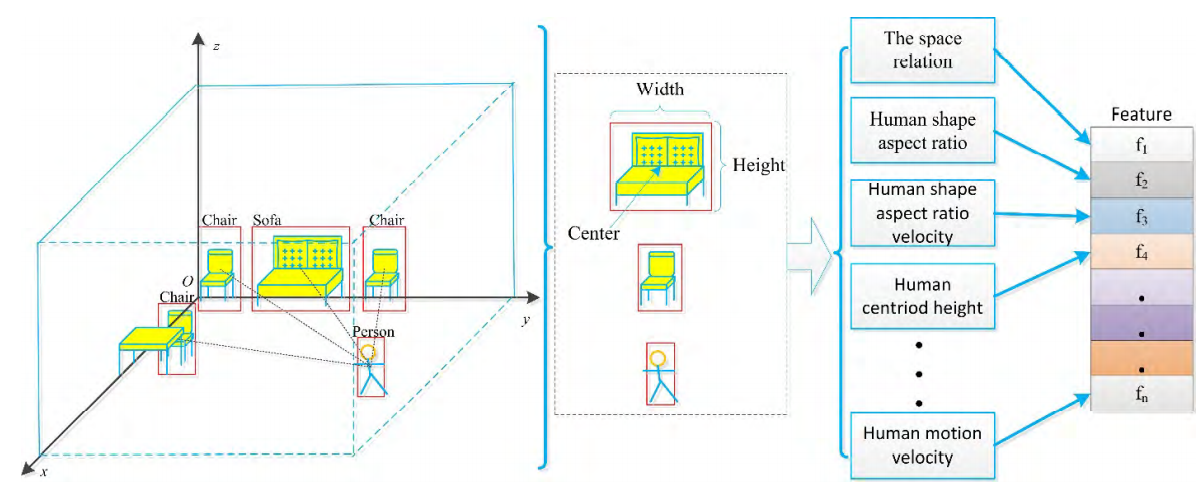 z
Chair
Sofa
Chair
O
Chair
y
Person
x
Width
Height
Center
The space
relation
Human shape
aspect ratio
Human shape
aspect ratio
velocity
Human
centriod height
Human motion
velocity
Feature
f1
f2
f3
f4
fn